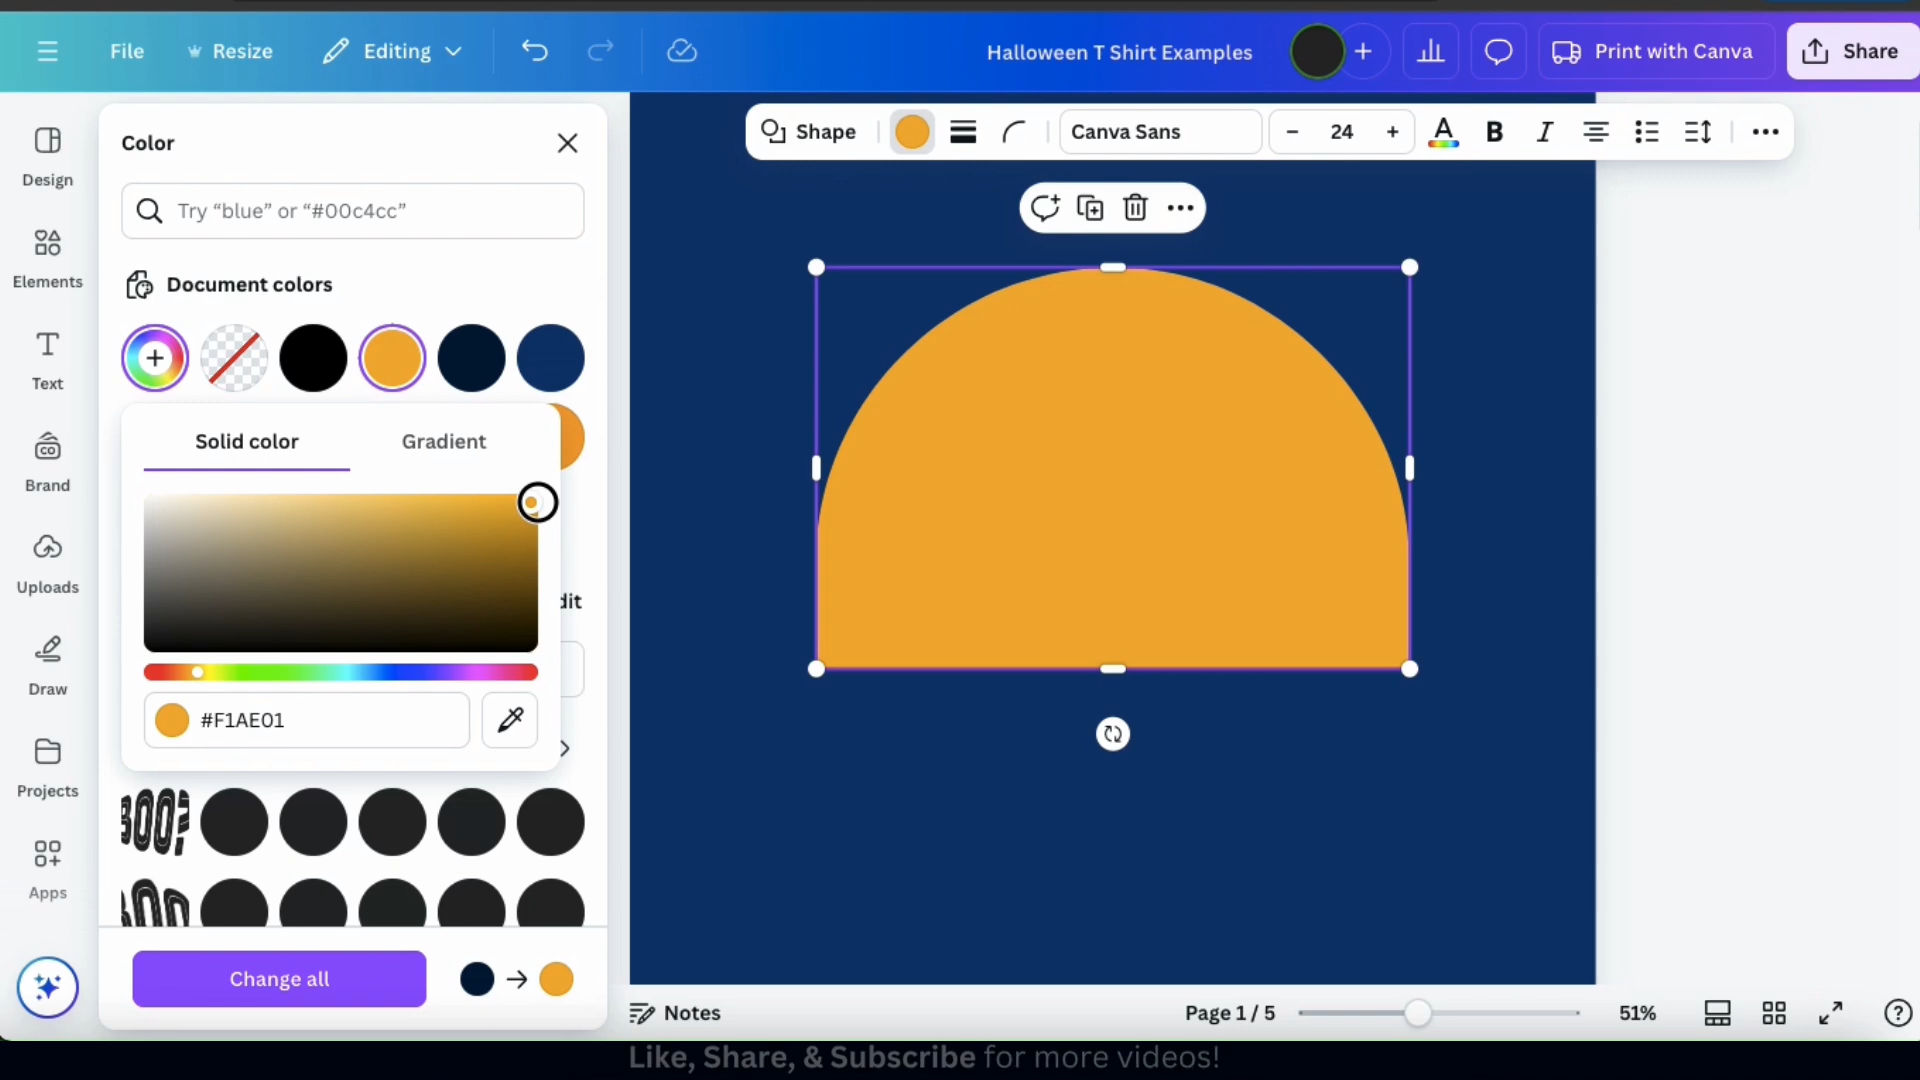 File
Resize
Editing
Halloween T Shirt Examples
Print with Canva
Share
Design
Elements
Text
Brand
Uploads
Draw
Projects
Apps
Color
Try “blue” or “#00c4cc”
Document colors
Solid color
Gradient
dit
#F1AE01
BOO?
Change all
Shape
Canva Sans
24
Notes
Page 1 / 5
51%
Like, Share, & Subscribe for more videos!